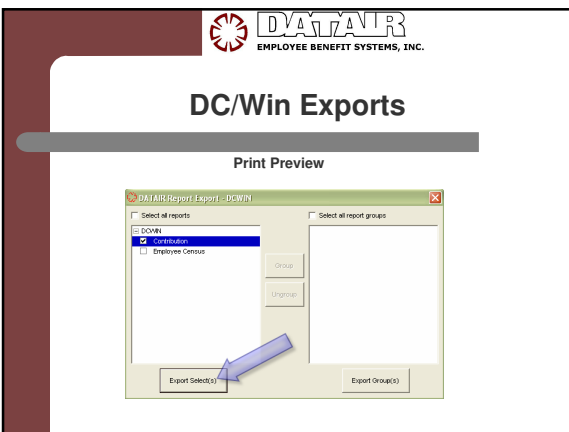 DATAIR
EMPLOYEE BENEFIT SYSTEMS, INC.
DC/Win Exports
Print Preview
DATAIR Report Export - DCWIN
Select all reports
Select all report groups
DCWIN
Contribution
Employee Census
Group
Ungroup
Export Select(s)
Export Group(s)